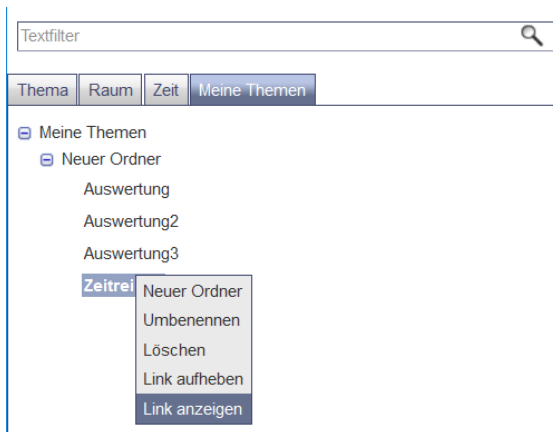 Textfilter
Thema Raum Zeit Meine Themen
Meine Themen
Neuer Ordner
Auswertung
Auswertung2
Auswertung3
Neuer Ordner
Umbenennen
Löschen
Link aufheben
Link anzeigen